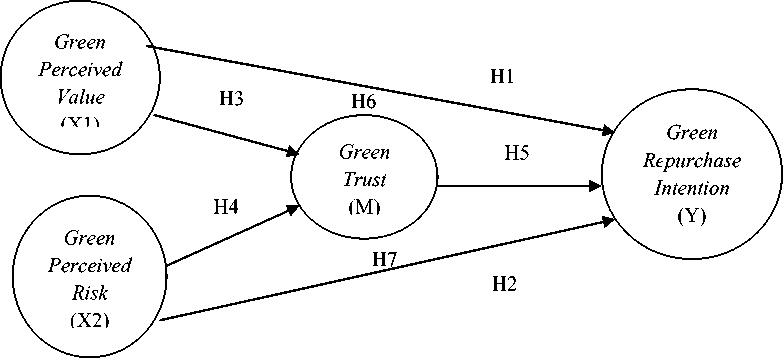 Green
Perceived
Value
(X1)
H1
H3
H6
Green
Trust
(M)
H5
Green
Repurchase
Intention
(Y)
H4
Green
Perceived
Risk
(X2)
H7
H2